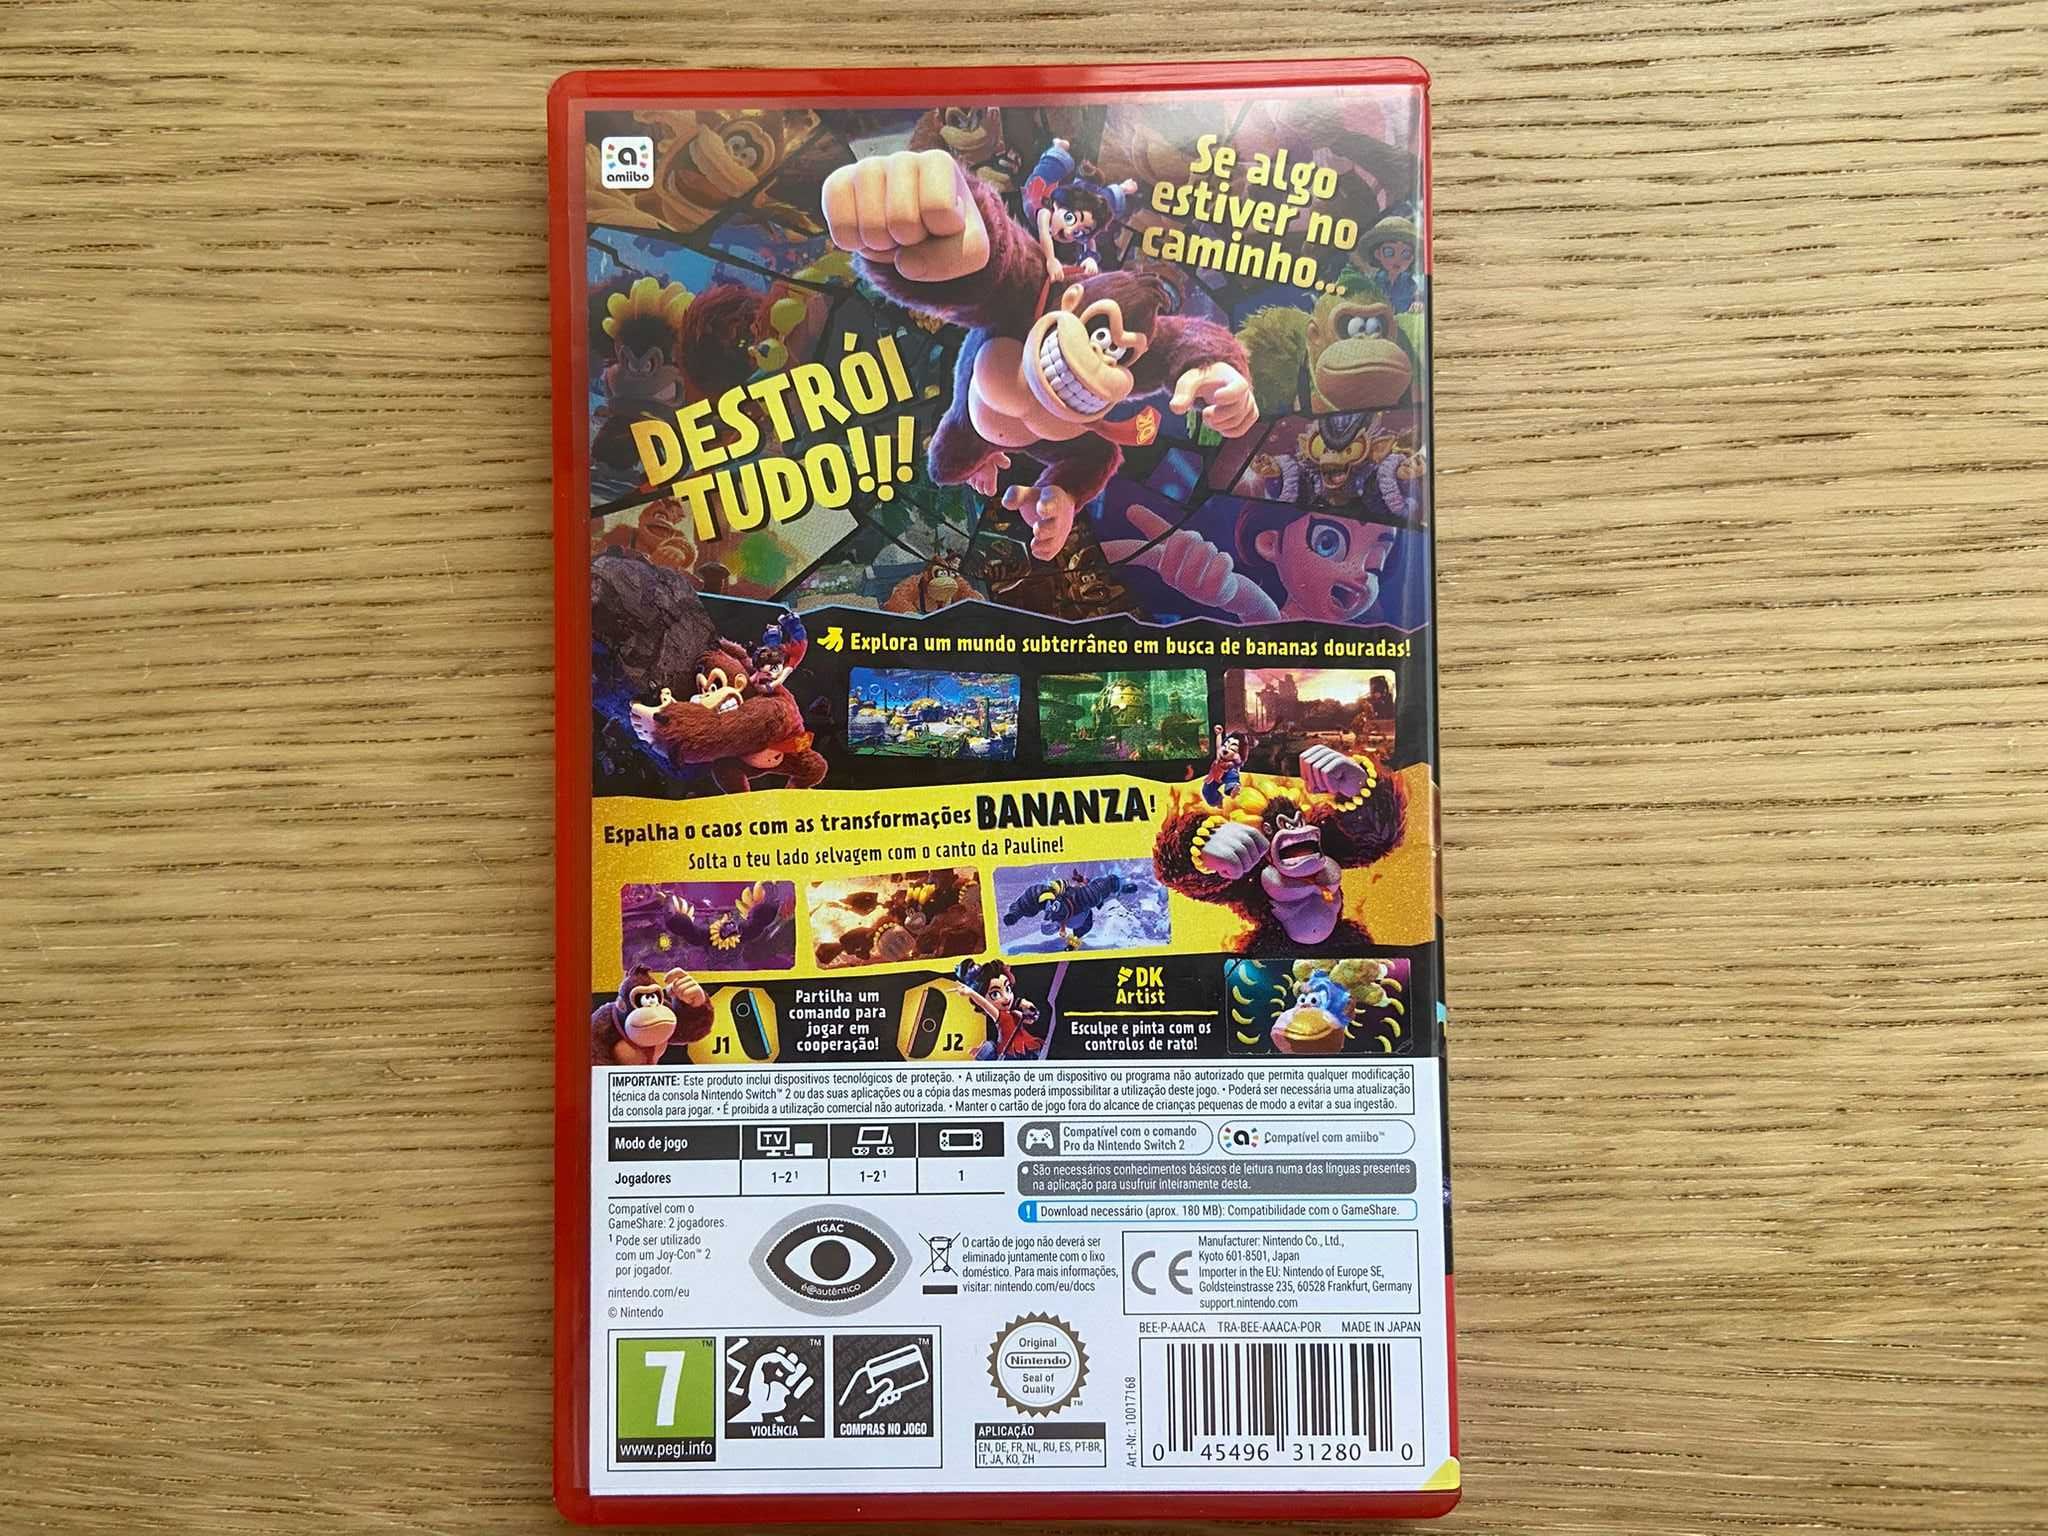 amiibo
Se algo
estiver no
caminho...
DESTRÓI
TUDO!!!
DK
Explora um mundo subterrâneo em busca de bananas douradas!
Espalha o caos com as transformações BANANZA!
Solta o teu lado selvagem com o canto da Pauline!
J1
Partilha um
comando para
jogar em
cooperação!
J2
DK
Artist
Esculpe e pinta com os
controlos de rato!
IMPORTANTE: Este produto inclui dispositivos tecnológicos de proteção. • A utilização de um dispositivo ou programa não autorizado que permita qualquer modificação
técnica da consola Nintendo Switch™ 2 ou das suas aplicações ou a cópia das mesmas poderá impossibilitar a utilização deste jogo. • Poderá ser necessária uma atualização
da consola para jogar. • É proibida a utilização comercial não autorizada. • Manter o cartão de jogo fora do alcance de crianças pequenas de modo a evitar a sua ingestão.
Modo de jogo
TV
Jogadores
1–2¹
1–2¹
1
Compatível com o comando
Pro da Nintendo Switch 2
a
Compatível com amiibo™
• São necessários conhecimentos básicos de leitura numa das línguas presentes
na aplicação para usufruir inteiramente desta.
! Download necessário (aprox. 180 MB): Compatibilidade com o GameShare.
Compatível com o
GameShare: 2 jogadores.
¹ Pode ser utilizado
com um Joy-Con™ 2
por jogador.
nintendo.com/eu
© Nintendo
IGAC
é@autêntico
O cartão de jogo não deverá ser
eliminado juntamente com o lixo
doméstico. Para mais informações,
visitar: nintendo.com/eu/docs
CE
Manufacturer: Nintendo Co., Ltd.,
Kyoto 601-8501, Japan
Importer in the EU: Nintendo of Europe SE,
Goldsteinstrasse 235, 60528 Frankfurt, Germany
support.nintendo.com
BEE-P-AAACA TRA-BEE-AAACA-POR MADE IN JAPAN
7
TM
www.pegi.info
TM
VIOLÊNCIA
TM
COMPRAS NO JOGO
Original
Nintendo
Seal of
Quality
TM
APLICAÇÃO
EN, DE, FR, NL, RU, ES, PT-BR,
IT, JA, KO, ZH
Art.-Nr.: 10017168
0 45496 31280 0